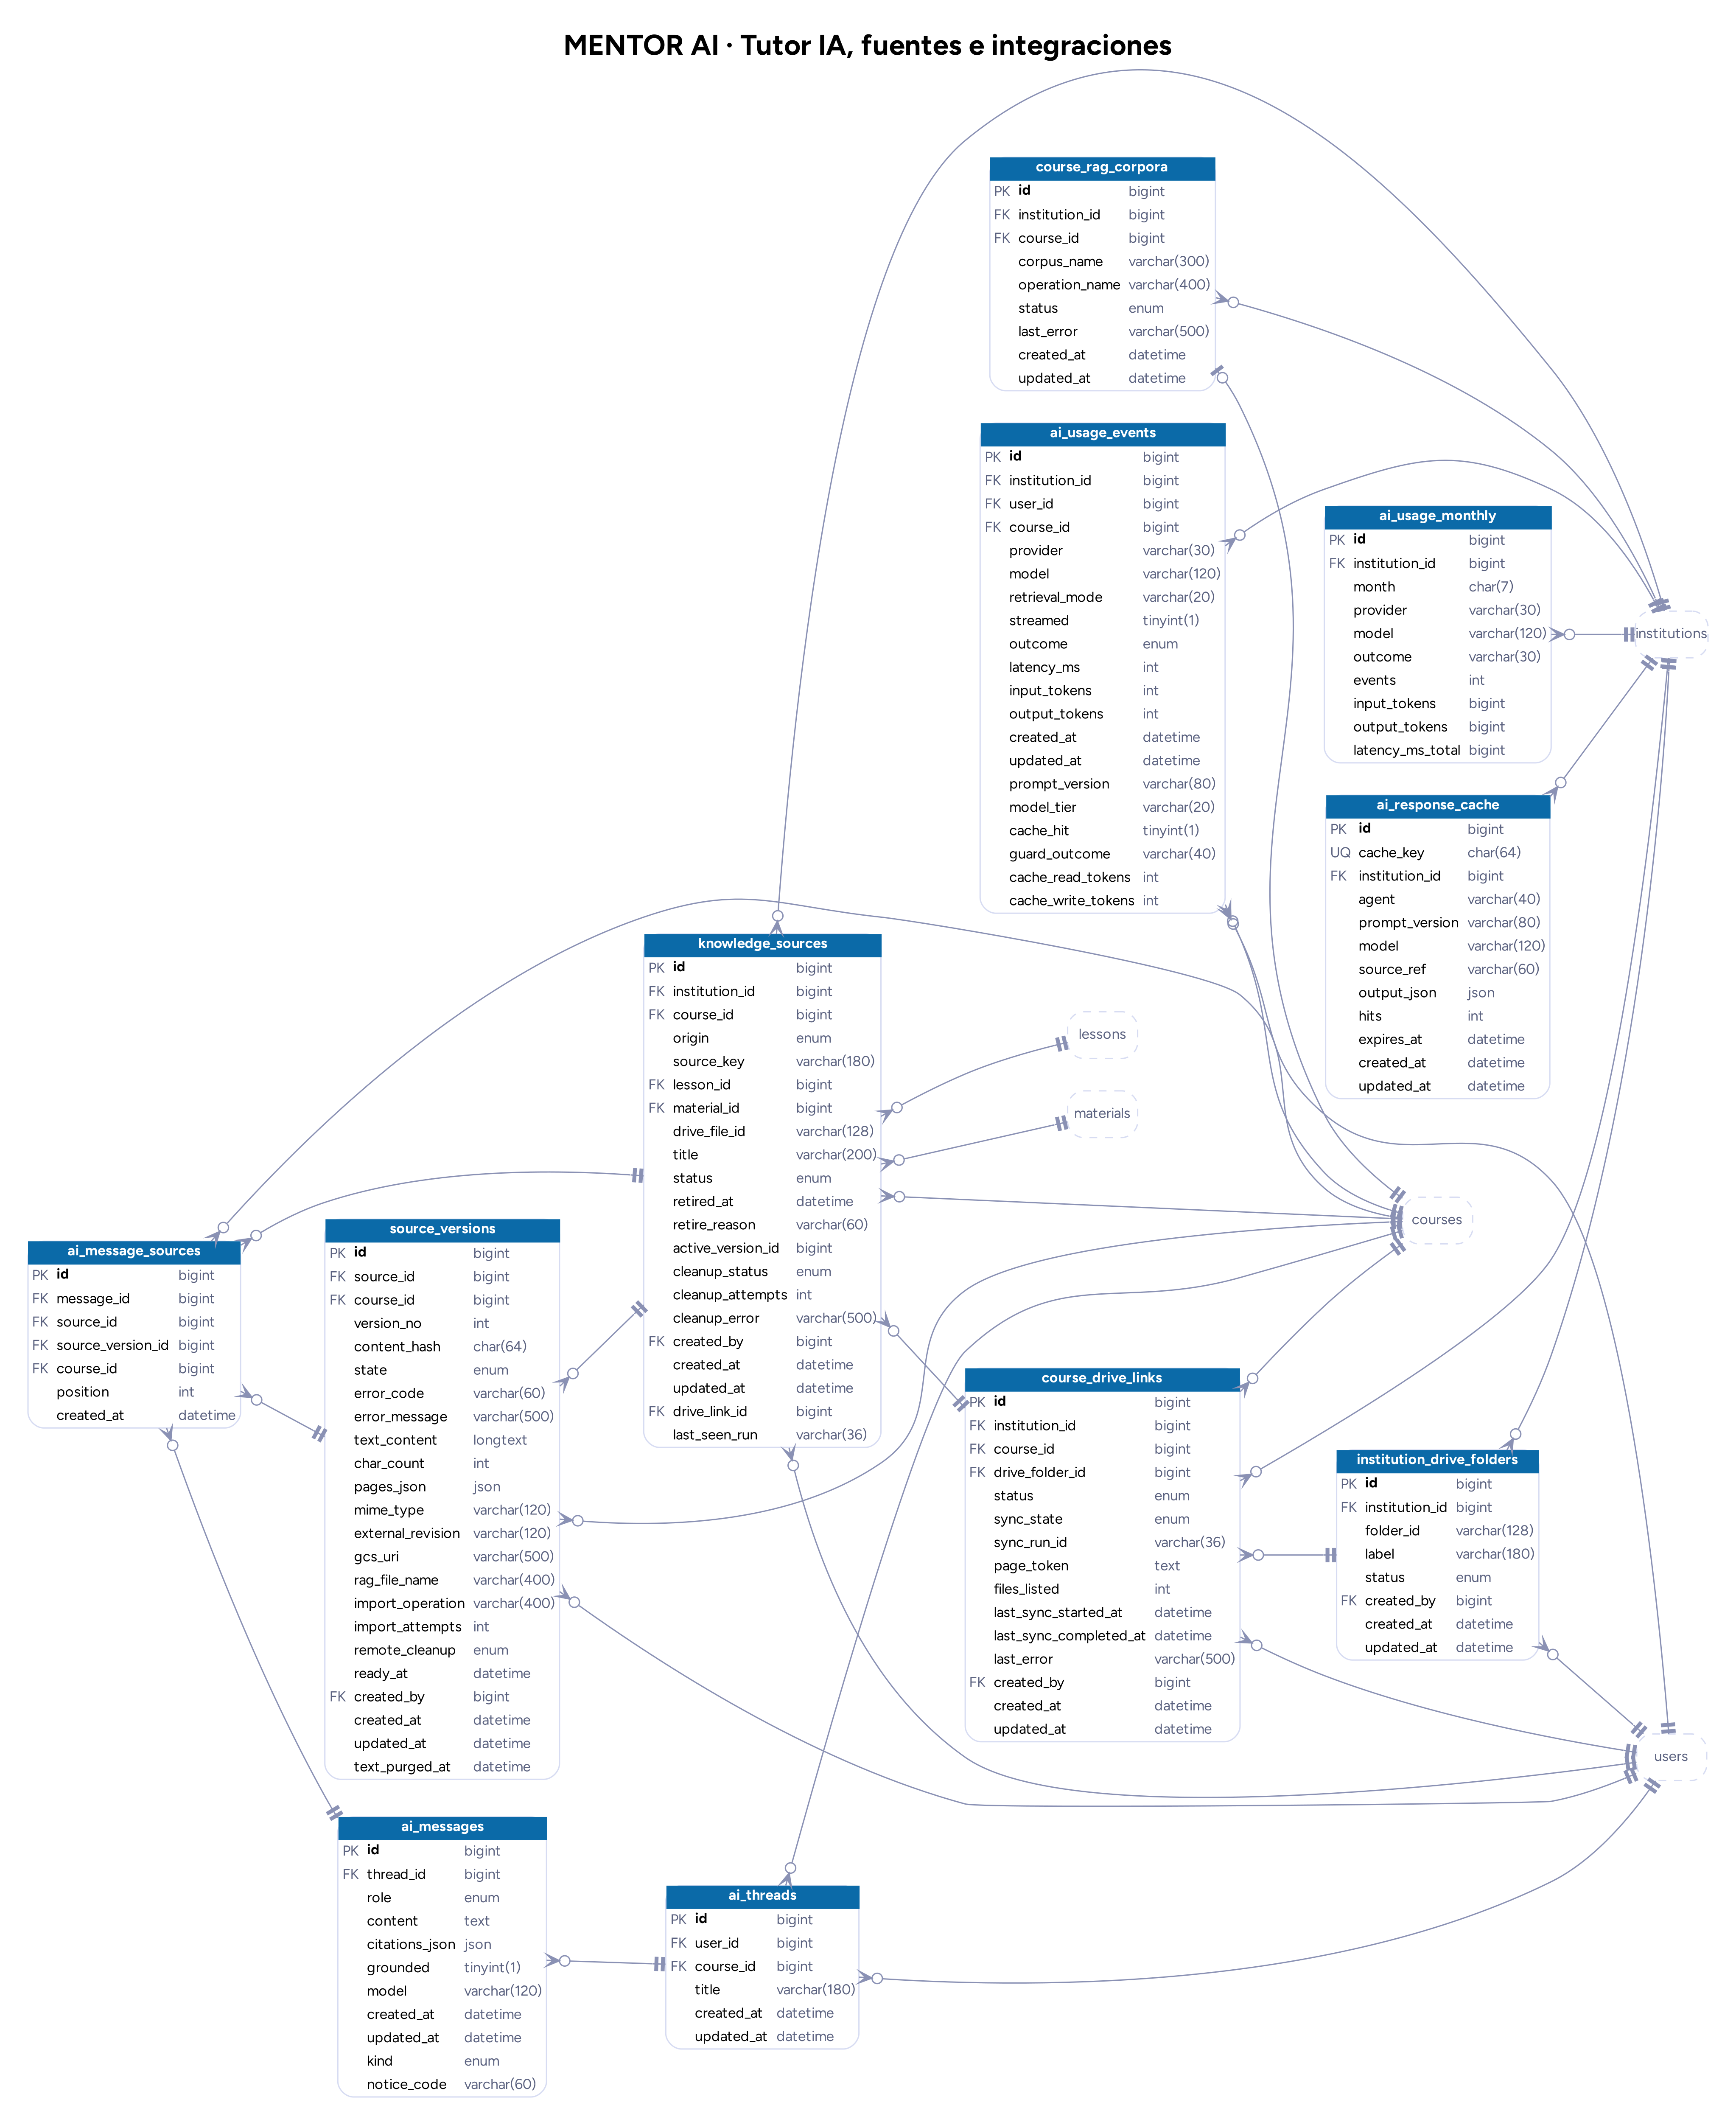 MENTOR AI · Tutor IA, fuentes e integraciones
course_rag_corpora
PK id bigint
FK institution_id bigint
FK course_id bigint
corpus_name varchar(300)
operation_name varchar(400)
status enum
last_error varchar(500)
created_at datetime
updated_at datetime
ai_usage_events
PK id bigint
FK institution_id bigint
FK user_id bigint
FK course_id bigint
provider varchar(30)
model varchar(120)
retrieval_mode varchar(20)
streamed tinyint(1)
outcome enum
latency_ms int
input_tokens int
output_tokens int
created_at datetime
updated_at datetime
prompt_version varchar(80)
model_tier varchar(20)
cache_hit tinyint(1)
guard_outcome varchar(40)
cache_read_tokens int
cache_write_tokens int
ai_usage_monthly
PK id bigint
FK institution_id bigint
month char(7)
provider varchar(30)
model varchar(120)
outcome varchar(30)
events int
input_tokens bigint
output_tokens bigint
latency_ms_total bigint
institutions
ai_response_cache
PK id bigint
UQ cache_key char(64)
FK institution_id bigint
agent varchar(40)
prompt_version varchar(80)
model varchar(120)
source_ref varchar(60)
output_json json
hits int
expires_at datetime
created_at datetime
updated_at datetime
knowledge_sources
PK id bigint
FK institution_id bigint
FK course_id bigint
origin enum
source_key varchar(180)
FK lesson_id bigint
FK material_id bigint
drive_file_id varchar(128)
title varchar(200)
status enum
retired_at datetime
retire_reason varchar(60)
active_version_id bigint
cleanup_status enum
cleanup_attempts int
cleanup_error varchar(500)
FK created_by bigint
created_at datetime
updated_at datetime
FK drive_link_id bigint
last_seen_run varchar(36)
lessons
materials
courses
ai_message_sources
PK id bigint
FK message_id bigint
FK source_id bigint
FK source_version_id bigint
FK course_id bigint
position int
created_at datetime
source_versions
PK id bigint
FK source_id bigint
FK course_id bigint
version_no int
content_hash char(64)
state enum
error_code varchar(60)
error_message varchar(500)
text_content longtext
char_count int
pages_json json
mime_type varchar(120)
external_revision varchar(120)
gcs_uri varchar(500)
rag_file_name varchar(400)
import_operation varchar(400)
import_attempts int
remote_cleanup enum
ready_at datetime
FK created_by bigint
created_at datetime
updated_at datetime
text_purged_at datetime
course_drive_links
PK id bigint
FK institution_id bigint
FK course_id bigint
FK drive_folder_id bigint
status enum
sync_state enum
sync_run_id varchar(36)
page_token text
files_listed int
last_sync_started_at datetime
last_sync_completed_at datetime
last_error varchar(500)
FK created_by bigint
created_at datetime
updated_at datetime
institution_drive_folders
PK id bigint
FK institution_id bigint
folder_id varchar(128)
label varchar(180)
status enum
FK created_by bigint
created_at datetime
updated_at datetime
users
ai_messages
PK id bigint
FK thread_id bigint
role enum
content text
citations_json json
grounded tinyint(1)
model varchar(120)
created_at datetime
updated_at datetime
kind enum
notice_code varchar(60)
ai_threads
PK id bigint
FK user_id bigint
FK course_id bigint
title varchar(180)
created_at datetime
updated_at datetime